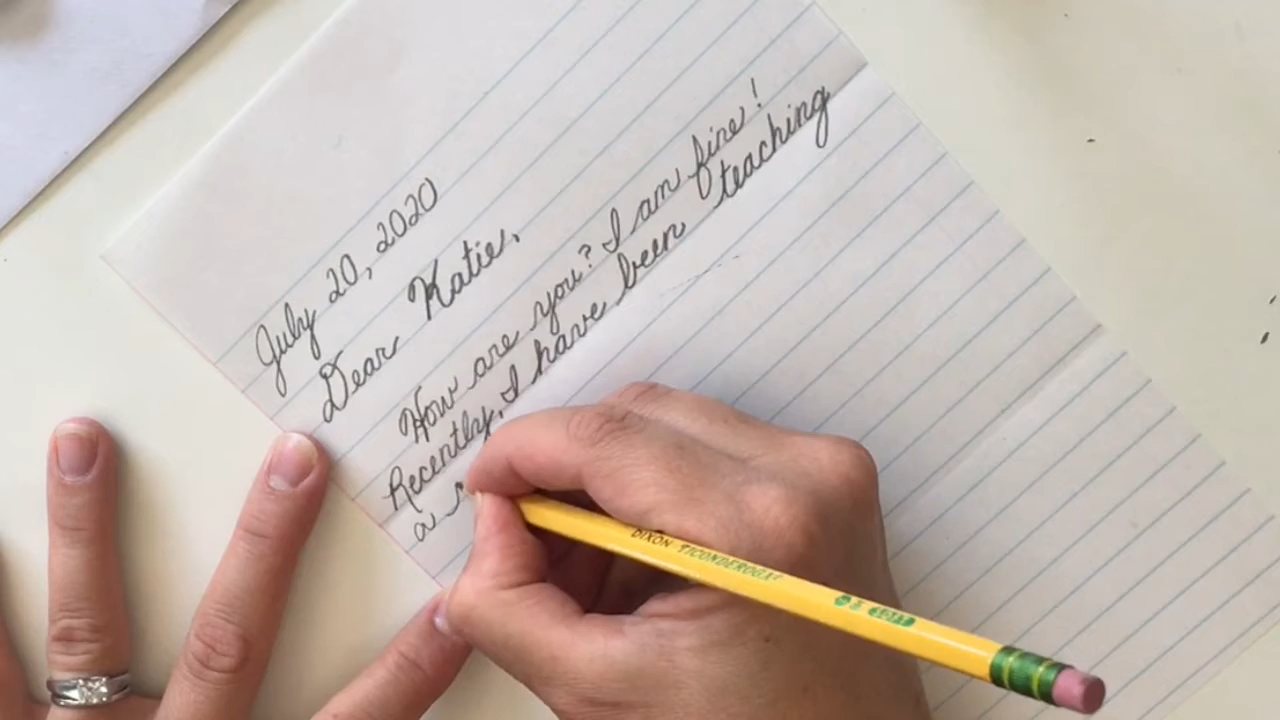 July 20, 2020
Dear Katie,
How are you? I am fine!
Recently, I have been teaching
a
DIXON TICONDEROGA